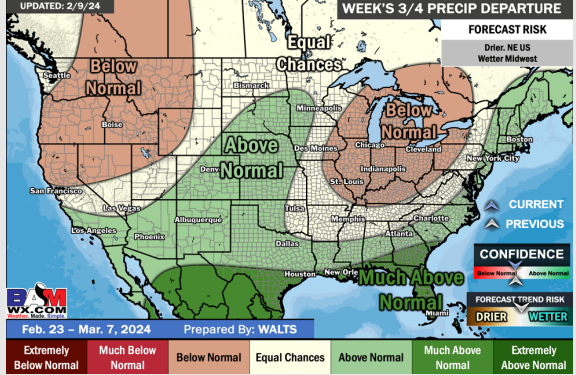 UPDATED: 2/9/24
WEEK'S 3/4 PRECIP DEPARTURE
FORECAST RISK
Drier. NE US
Wetter Midwest
Equal
Chances
Below
Normal
Seattle
Bismarck
Minneapolis
Boise
Below
Normal
Chicago
Cleveland
Boston
New York City
Above
Normal
Des Moines
Indianapolis
Denv
St. Louis
San Francisco
Las Vegas
Tulsa
Memphis
Charlotte
Los Angeles
Phoenix
Albuquerque
Dallas
Atlanta
Houston
New Orle
Much Above
Normal
Miami
CURRENT
PREVIOUS
CONFIDENCE
Below Normal
Above Normal
FORECAST TREND RISK
DRIER
WETTER
BAM
WX.COM
Weather. Made. Simple.
Feb. 23 – Mar. 7, 2024
Prepared By: WALTS
Extremely
Below Normal
Much Below
Normal
Below Normal
Equal Chances
Above Normal
Much Above
Normal
Extremely
Above Normal